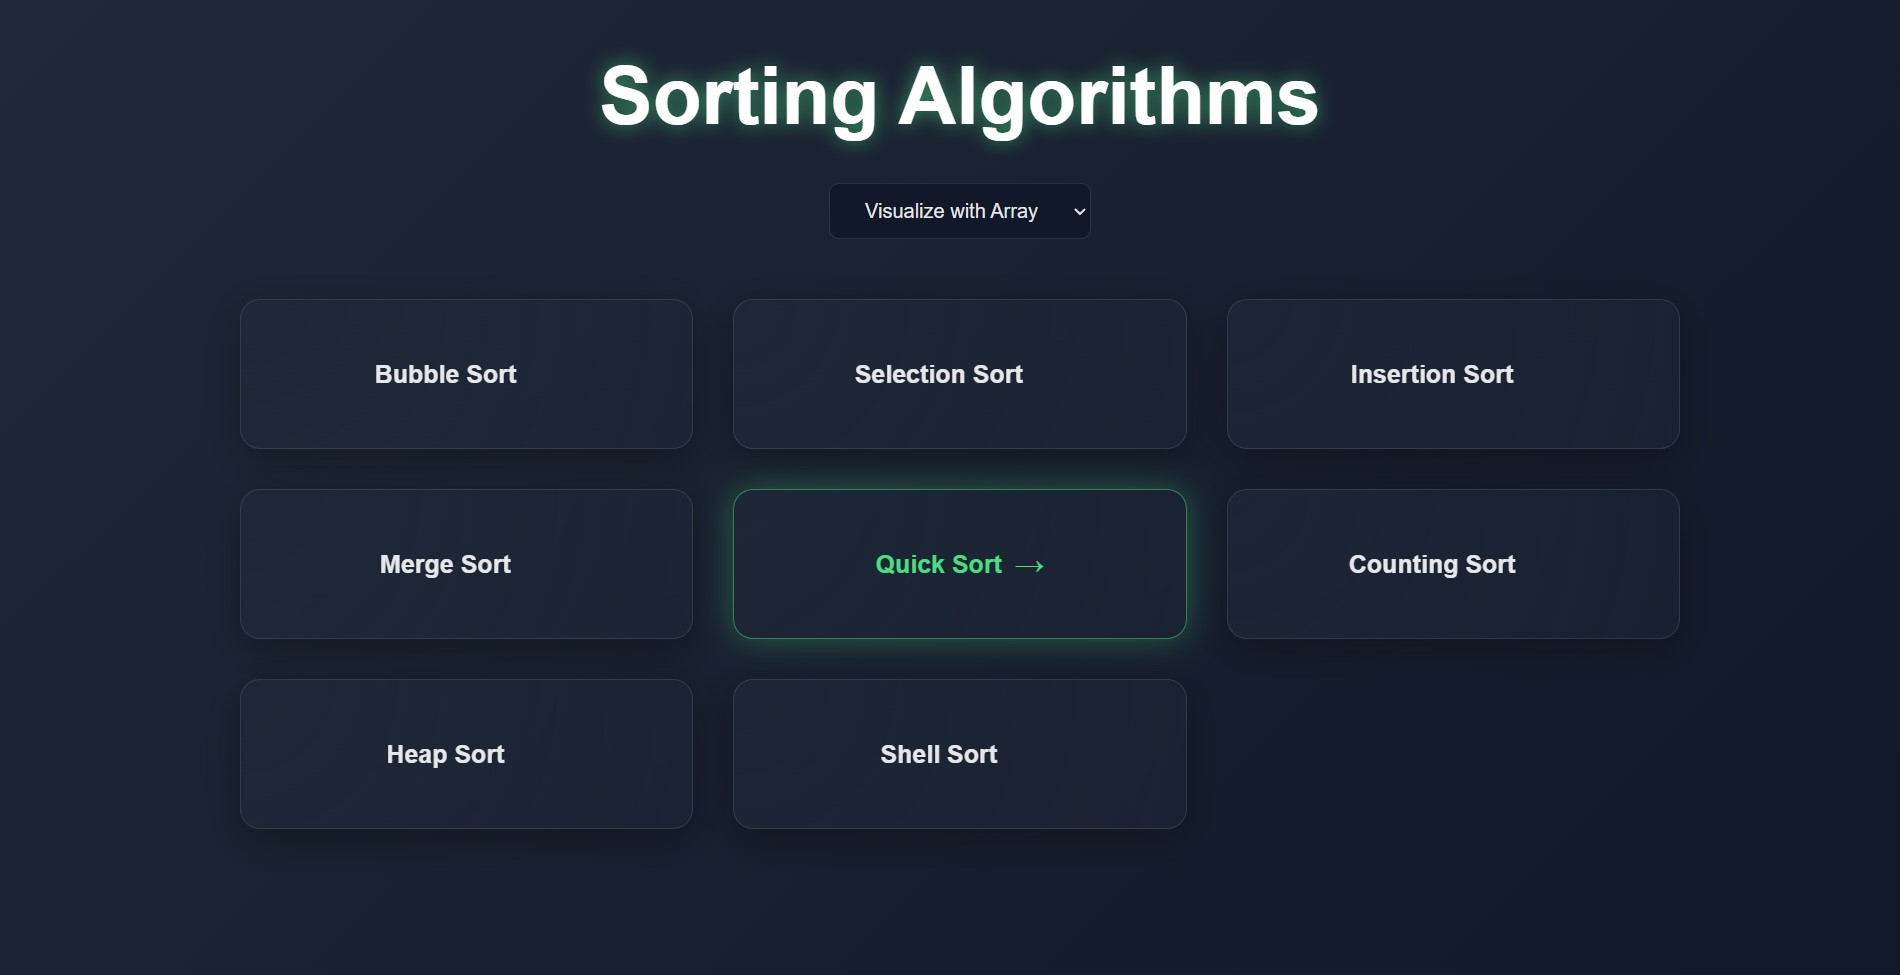 Sorting Algorithms
Visualize with Array
Bubble Sort
Selection Sort
Insertion Sort
Merge Sort
Quick Sort →
Counting Sort
Heap Sort
Shell Sort